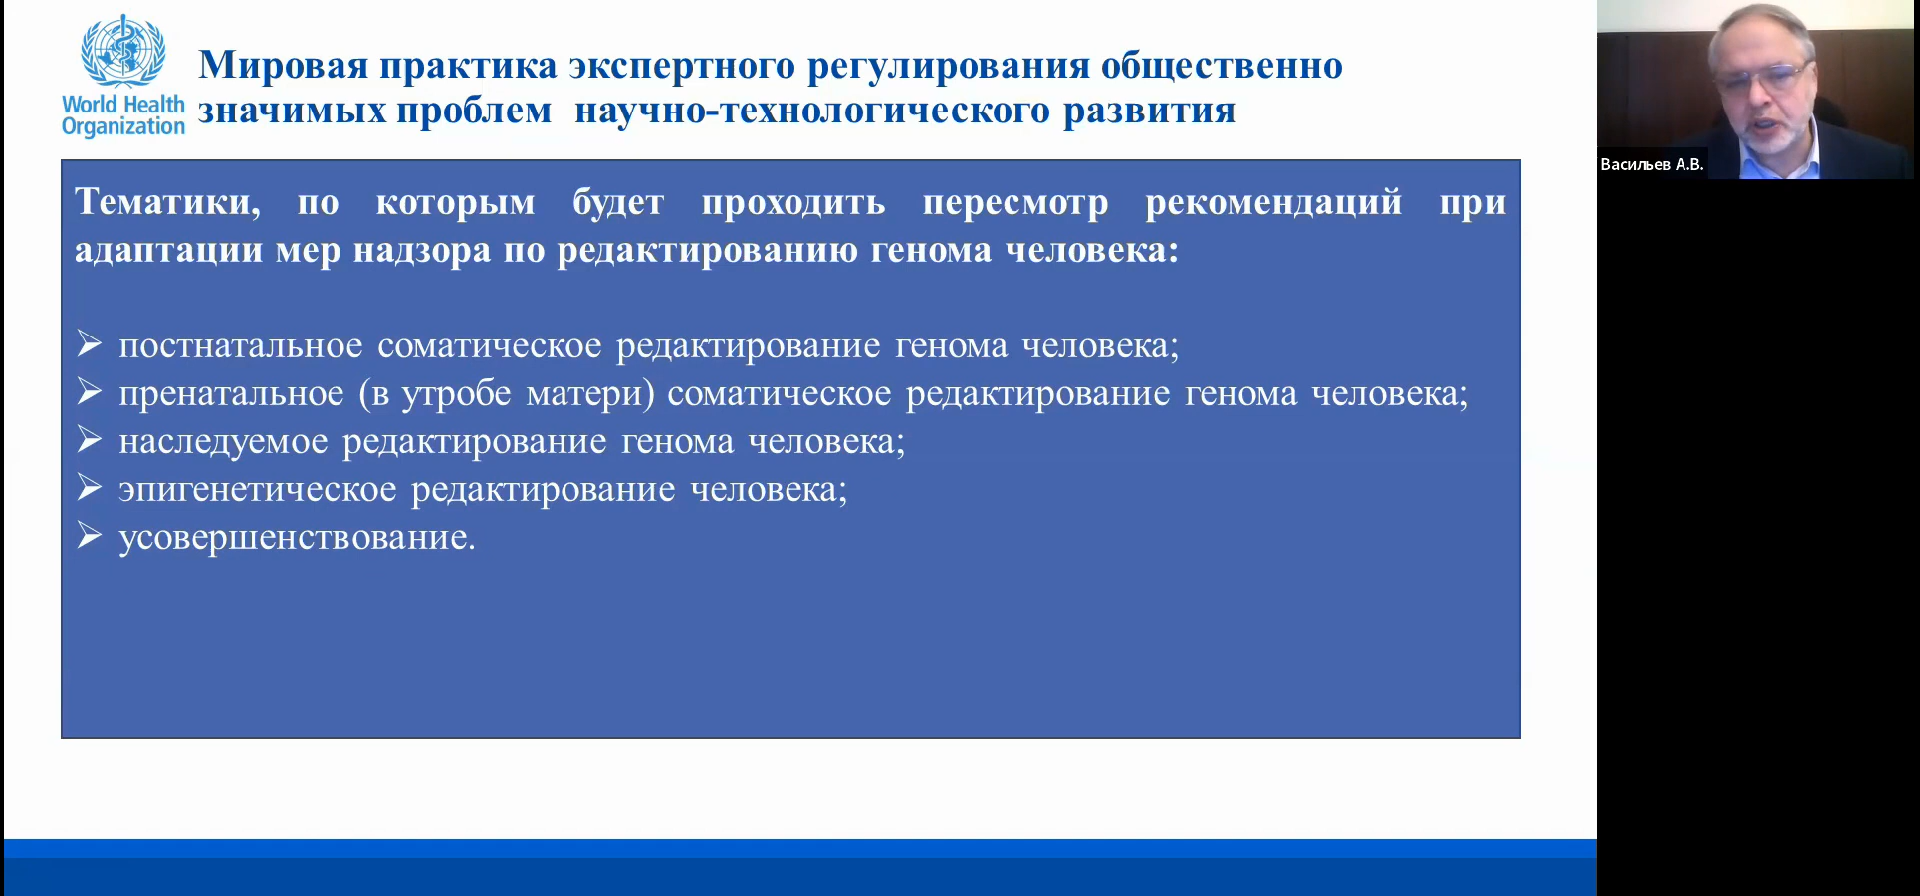 World Health
Organization
Мировая практика экспертного регулирования общественно
значимых проблем научно-технологического развития
Васильев А.В.
Тематики, по которым будет проходить пересмотр рекомендаций при
адаптации мер надзора по редактированию генома человека:
➢ постнатальное соматическое редактирование генома человека;
➢ пренатальное (в утробе матери) соматическое редактирование генома человека;
➢ наследуемое редактирование генома человека;
➢ эпигенетическое редактирование человека;
➢ усовершенствование.